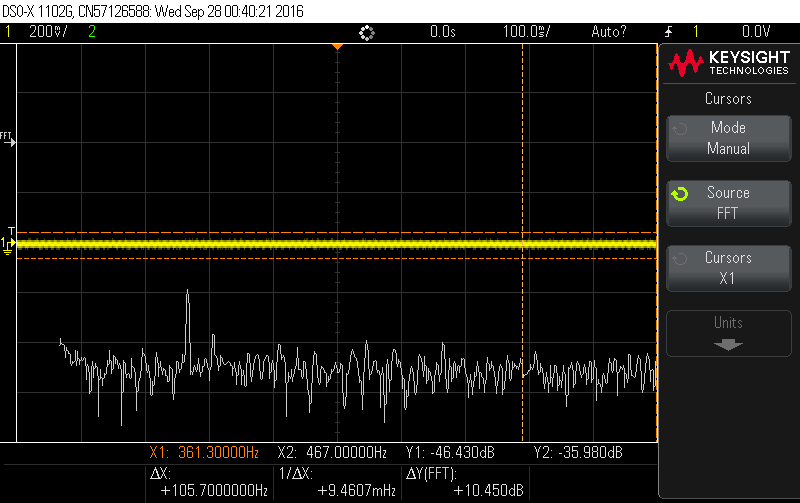 DSO-X 1102G, CN57126588: Wed Sep 28 00:40:21 2016
1 200▽/ 2 0.0s 100.0▽/ Auto? 1 0.0V
KEYSIGHT
TECHNOLOGIES
Cursors
Mode
Manual
FFT
Source
FFT
T
1
Cursors
X1
Units
X1: 361.30000Hz X2: 467.00000Hz Y1: -46.430dB Y2: -35.980dB
ΔX: 1/ΔX: ΔY(FFT):
+105.7000000Hz +9.4607mHz +10.450dB